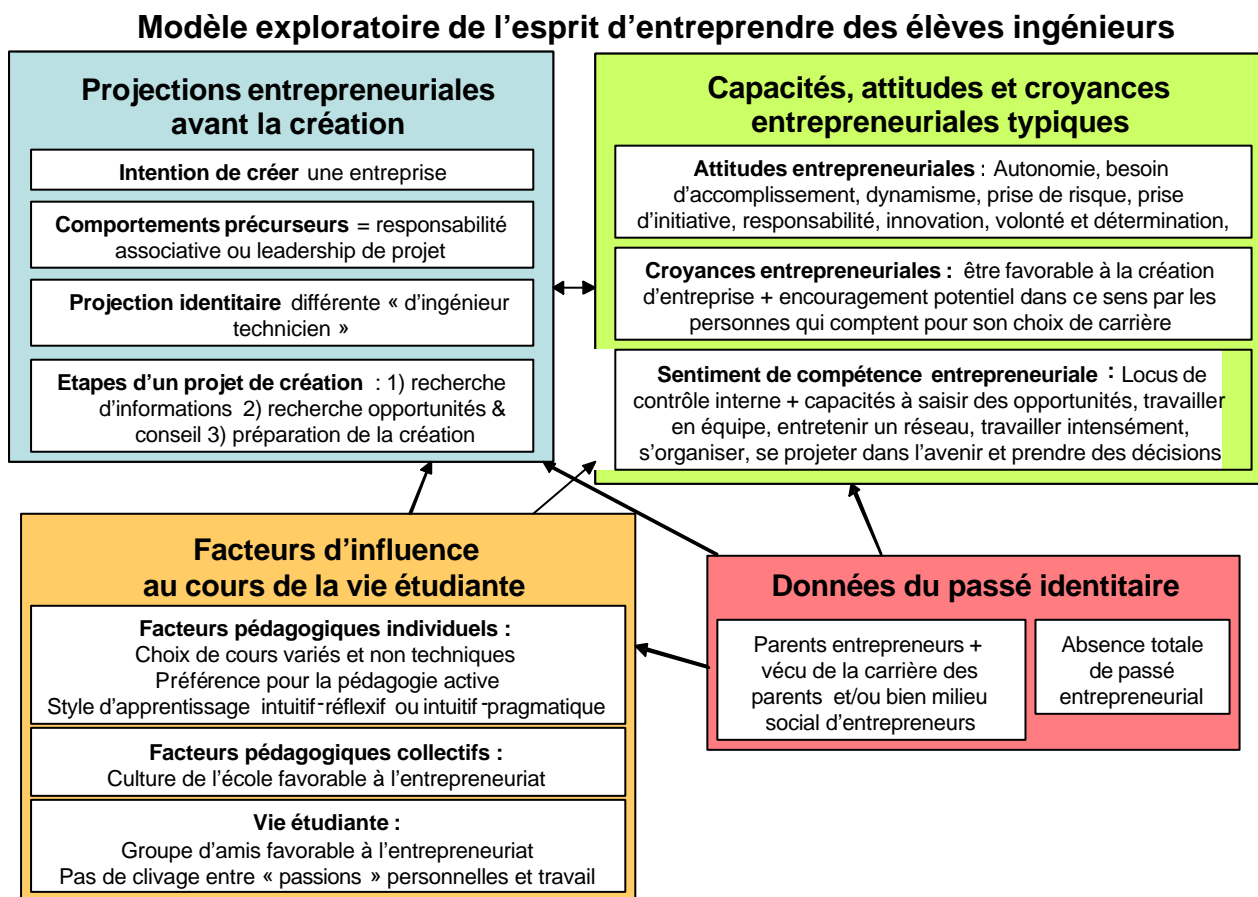 Modèle exploratoire de l'esprit d'entreprendre des élèves ingénieurs
Projections entrepreneuriales
avant la création
Intention de créer une entreprise
Comportements précurseurs = responsabilité
associative ou leadership de projet
Projection identitaire différente « d'ingénieur
technicien »
Etapes d'un projet de création : 1) recherche
d'informations 2) recherche opportunités &
conseil 3) préparation de la création
Capacités, attitudes et croyances
entrepreneuriales typiques
Attitudes entrepreneuriales : Autonomie, besoin
d'accomplissement, dynamisme, prise de risque, prise
d'initiative, responsabilité, innovation, volonté et détermination,
Croyances entrepreneuriales : être favorable à la création
d'entreprise + encouragement potentiel dans ce sens par les
personnes qui comptent pour son choix de carrière
Sentiment de compétence entrepreneuriale : Locus de
contrôle interne + capacités à saisir des opportunités, travailler
en équipe, entretenir un réseau, travailler intensément,
s'organiser, se projeter dans l'avenir et prendre des décisions
Facteurs d'influence
au cours de la vie étudiante
Facteurs pédagogiques individuels :
Choix de cours variés et non techniques
Préférence pour la pédagogie active
Style d'apprentissage intuitif-réflexif ou intuitif-pragmatique
Facteurs pédagogiques collectifs :
Culture de l'école favorable à l'entrepreneuriat
Vie étudiante :
Groupe d'amis favorable à l'entrepreneuriat
Pas de clivage entre « passions » personnelles et travail
Données du passé identitaire
Parents entrepreneurs +
vécu de la carrière des
parents et/ou bien milieu
social d'entrepreneurs
Absence totale
de passé
entrepreneurial